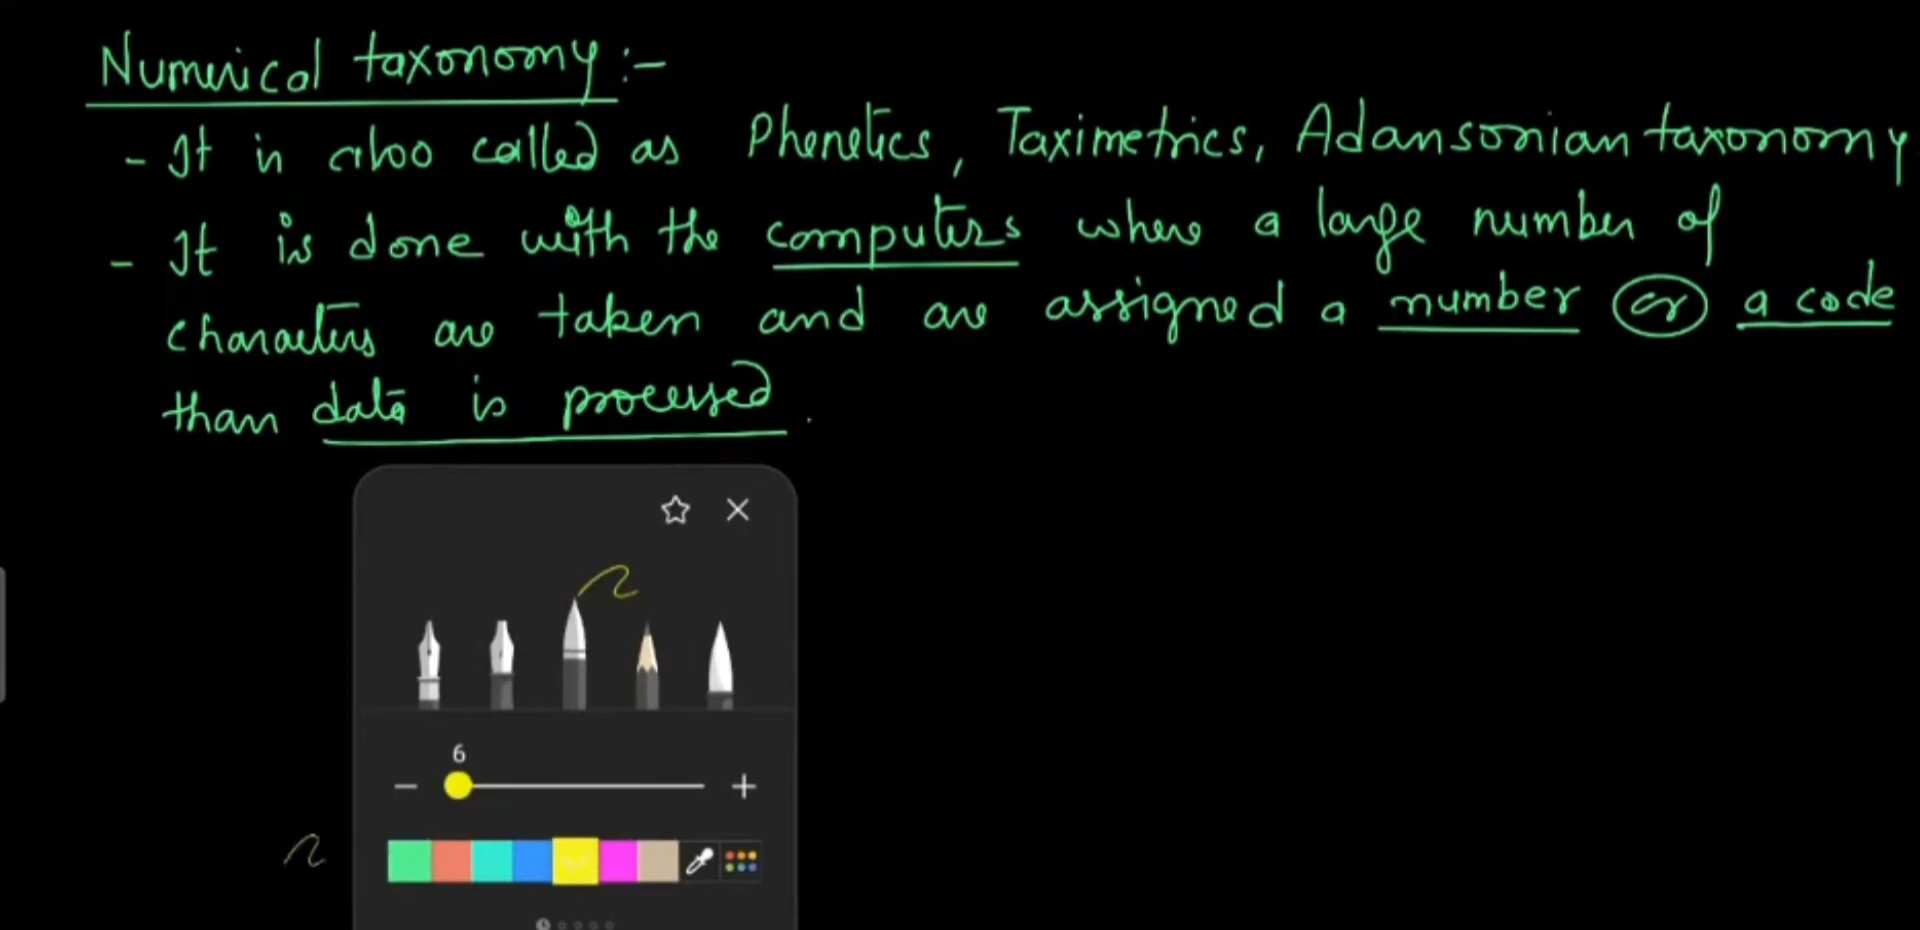 Numerical taxonomy :-
- It is also called as Phenetics, Taximetrics, Adansonian taxonomy
- It is done with the computers where a large number of
characters are taken and are assigned a number or a code
than data is processed.
6